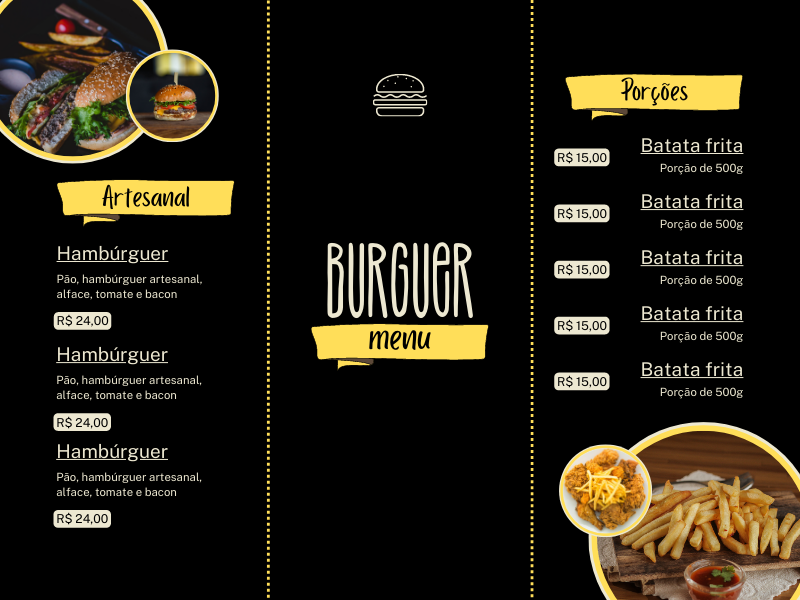 Artesanal
Hambúrguer
Pão, hambúrguer artesanal,
alface, tomate e bacon
R$ 24,00
Hambúrguer
Pão, hambúrguer artesanal,
alface, tomate e bacon
R$ 24,00
Hambúrguer
Pão, hambúrguer artesanal,
alface, tomate e bacon
R$ 24,00
BURGUER
menu
Porções
Batata frita
R$ 15,00
Porção de 500g
Batata frita
R$ 15,00
Porção de 500g
Batata frita
R$ 15,00
Porção de 500g
Batata frita
R$ 15,00
Porção de 500g
Batata frita
R$ 15,00
Porção de 500g